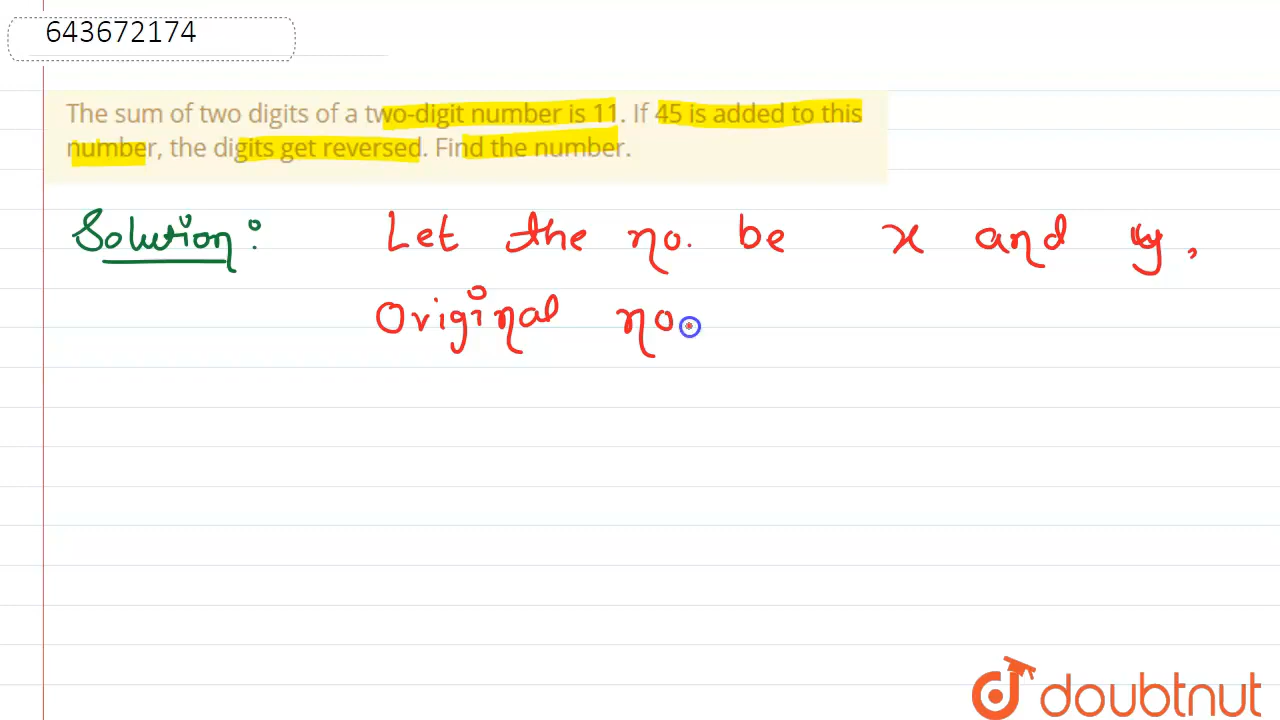 643672174
The sum of two digits of a two-digit number is 11. If 45 is added to this
number, the digits get reversed. Find the number.
Solution: Let the no. be x and y,
Original no
doubtnut